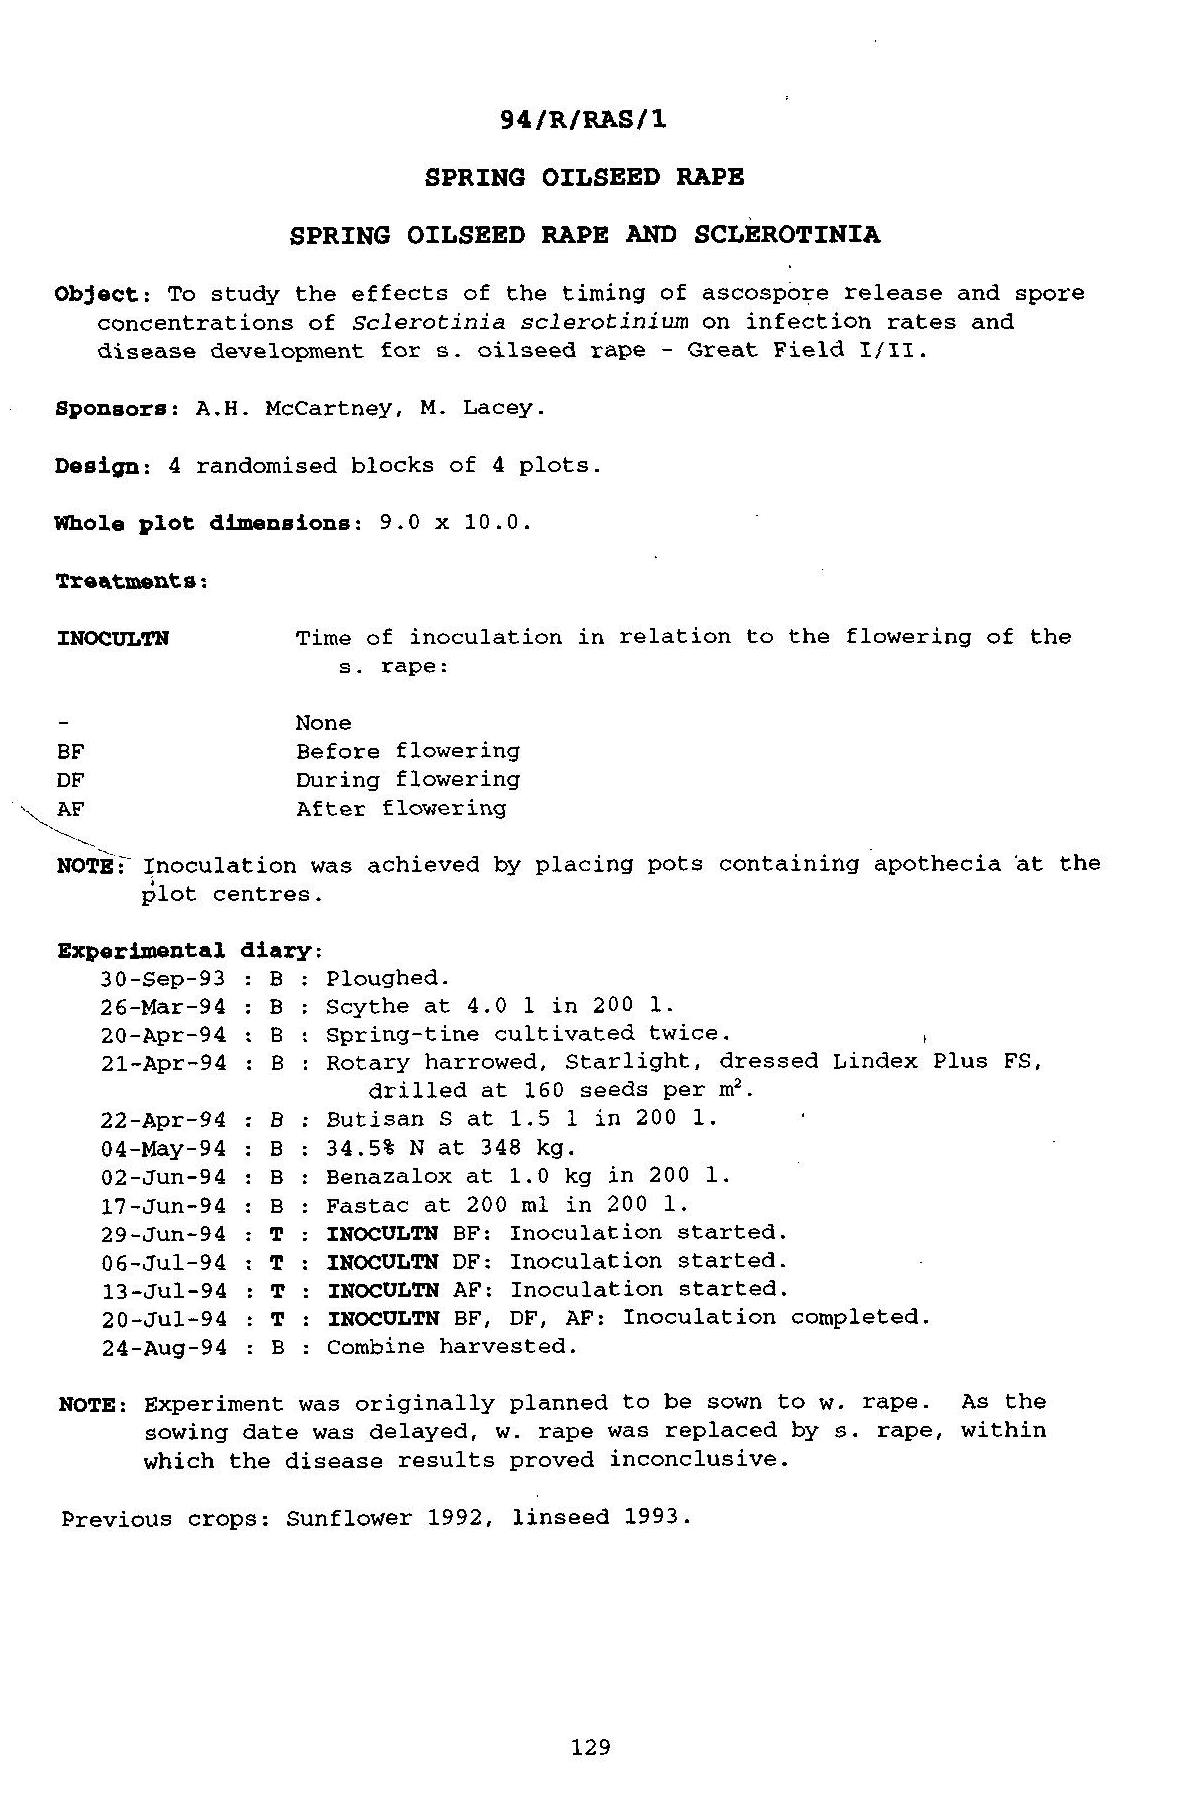 94/R/RAS/1
SPRING OILSEED RAPE
SPRING OILSEED RAPE AND SCLEROTINIA
Object: To study the effects of the timing of ascospore release and spore
concentrations of Sclerotinia sclerotinium on infection rates and
disease development for s. oilseed rape - Great Field I/II.
Sponsors: A.H. McCartney, M. Lacey.
Design: 4 randomised blocks of 4 plots.
Whole plot dimensions: 9.0 x 10.0.
Treatments:
INOCULTN Time of inoculation in relation to the flowering of the
s. rape:
- None
BF Before flowering
DF During flowering
AF After flowering
NOTE: Inoculation was achieved by placing pots containing apothecia at the
plot centres.
Experimental diary:
30-Sep-93 : B : Ploughed.
26-Mar-94 : B : Scythe at 4.0 l in 200 l.
20-Apr-94 : B : Spring-tine cultivated twice.
21-Apr-94 : B : Rotary harrowed, Starlight, dressed Lindex Plus FS,
drilled at 160 seeds per m².
22-Apr-94 : B : Butisan S at 1.5 l in 200 l.
04-May-94 : B : 34.5% N at 348 kg.
02-Jun-94 : B : Benazalox at 1.0 kg in 200 l.
17-Jun-94 : B : Fastac at 200 ml in 200 l.
29-Jun-94 : T : INOCULTN BF: Inoculation started.
06-Jul-94 : T : INOCULTN DF: Inoculation started.
13-Jul-94 : T : INOCULTN AF: Inoculation started.
20-Jul-94 : T : INOCULTN BF, DF, AF: Inoculation completed.
24-Aug-94 : B : Combine harvested.
NOTE: Experiment was originally planned to be sown to w. rape. As the
sowing date was delayed, w. rape was replaced by s. rape, within
which the disease results proved inconclusive.
Previous crops: Sunflower 1992, linseed 1993.
129